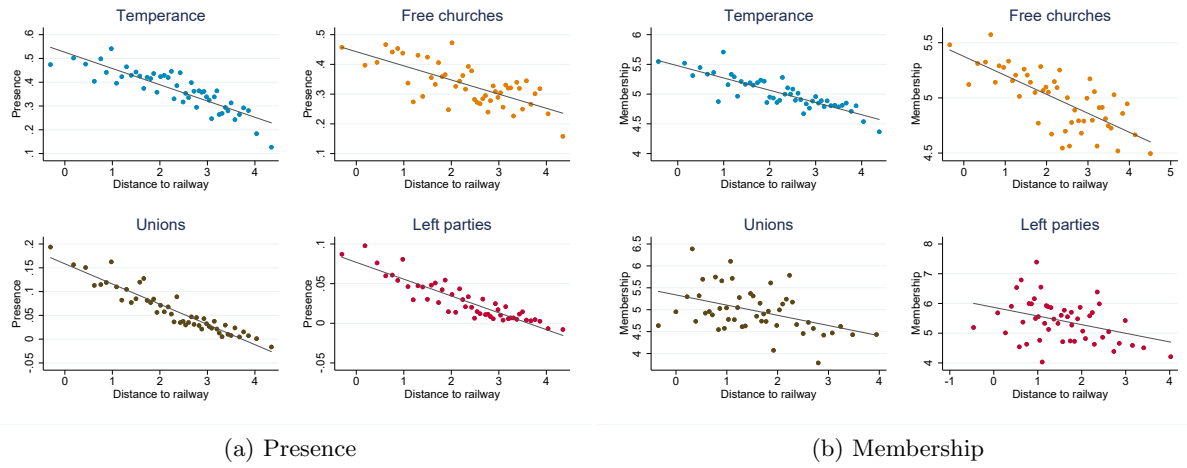 Temperance
Presence
.1 .2 .3 .4 .5 .6
0 1 2 3 4
Distance to railway
Free churches
Presence
.1 .2 .3 .4 .5
0 1 2 3 4
Distance to railway
Unions
Presence
-.05 0 .05 .1 .15 .2
0 1 2 3 4
Distance to railway
Left parties
Presence
-.05 0 .05 .1
0 1 2 3 4
Distance to railway
(a) Presence
Temperance
Membership
4 4.5 5 5.5 6
0 1 2 3 4
Distance to railway
Free churches
Membership
4.5 5 5.5
0 1 2 3 4 5
Distance to railway
Unions
Membership
4 4.5 5 5.5 6 6.5
0 1 2 3 4
Distance to railway
Left parties
Membership
4 5 6 7 8
-1 0 1 2 3 4
Distance to railway
(b) Membership